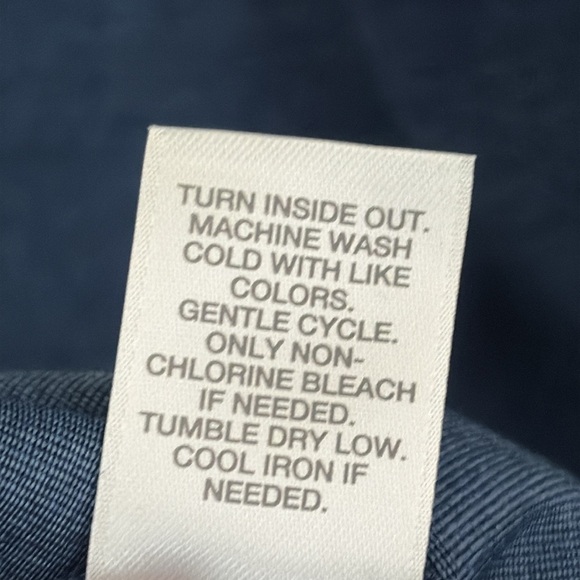 TURN INSIDE OUT.
MACHINE WASH
COLD WITH LIKE
COLORS.
GENTLE CYCLE.
ONLY NON-
CHLORINE BLEACH
IF NEEDED.
TUMBLE DRY LOW.
COOL IRON IF
NEEDED.